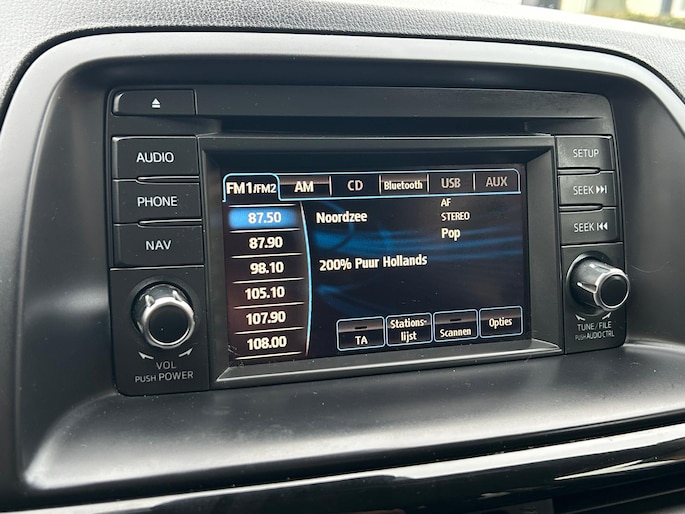 AUDIO
PHONE
NAV
VOL
PUSH POWER
FM1/FM2 AM CD Bluetooth USB AUX
87.50
87.90
98.10
105.10
107.90
108.00
Noordzee
AF
STEREO
Pop
200% Puur Hollands
TA
Stations-
lijst
Scannen
Opties
SETUP
SEEK
SEEK
TUNE/FILE
PUSH AUDIO CTRL